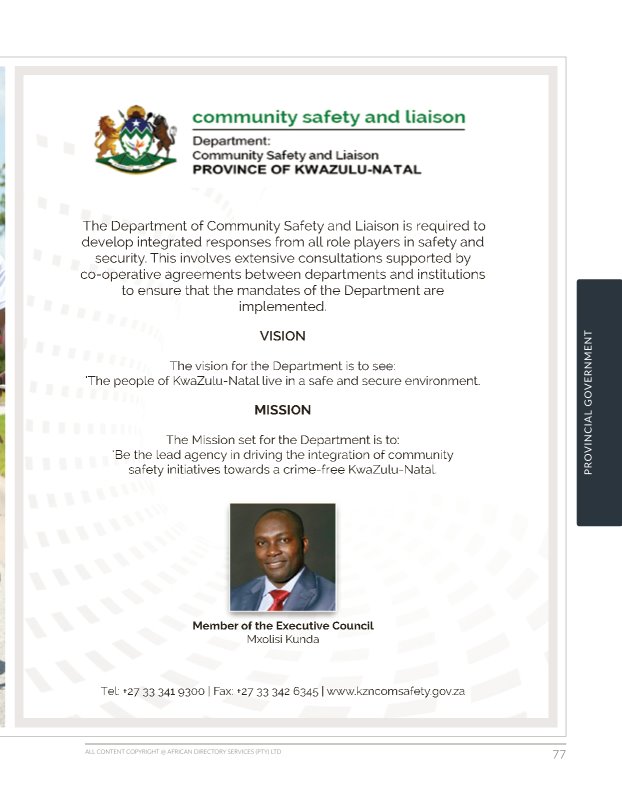 community safety and liaison
Department:
Community Safety and Liaison
PROVINCE OF KWAZULU-NATAL
The Department of Community Safety and Liaison is required to
develop integrated responses from all role players in safety and
security. This involves extensive consultations supported by
co-operative agreements between departments and institutions
to ensure that the mandates of the Department are
implemented.
VISION
The vision for the Department is to see:
'The people of KwaZulu-Natal live in a safe and secure environment.
MISSION
The Mission set for the Department is to:
'Be the lead agency in driving the integration of community
safety initiatives towards a crime-free KwaZulu-Natal.
Member of the Executive Council
Mxolisi Kunda
Tel: +27 33 341 9300 | Fax: +27 33 342 6345 | www.kzncomsafety.gov.za
PROVINCIAL GOVERNMENT
ALL CONTENT COPYRIGHT @ AFRICAN DIRECTORY SERVICES (PTY) LTD
77